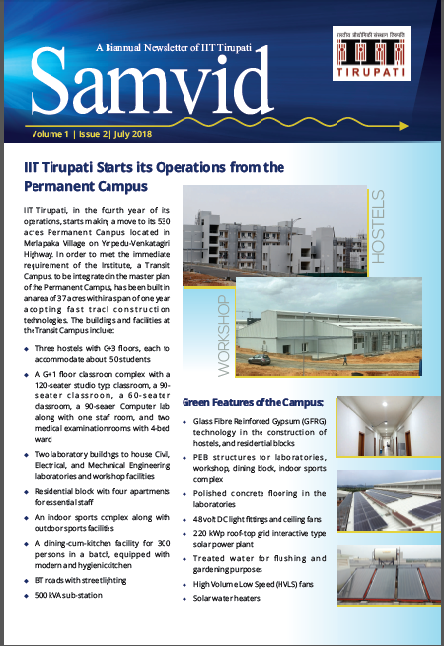 A Biannual Newsletter of IIT Tirupati
Samvid
भारतीय प्रौद्योगिकी संस्थान तिरुपति
TIRUPATI
Volume 1 | Issue 2| July 2018
IIT Tirupati Starts its Operations from the
Permanent Campus
IIT Tirupati, in the fourth year of its
operations, starts making a move to its 530
acres Permanent Campus located in
Merlapaka Village on Yerpedu-Venkatagiri
Highway. In order to met the immediate
requirement of the Institute, a Transit
Campus, to be integrated in the master plan
of the Permanent Campus, has been built in
an area of 37 acres within a span of one year
adopting fast track construction
technologies. The buildings and facilities at
the Transit Campus include:
◆ Three hostels with G+3 floors, each to
accommodate about 50 students
◆ A G+1 floor classroom complex with a
120-seater studio type classroom, a 90-
seater classroom, a 60-seater
classroom, a 90-seater Computer lab
along with one staff room, and two
medical examination rooms with 4-bed
ward
◆ Two laboratory buildings to house Civil,
Electrical, and Mechanical Engineering
laboratories and workshop facilities
◆ Residential block with four apartments
for essential staff
◆ An indoor sports complex along with
outdoor sports facilities
◆ A dining-cum-kitchen facility for 300
persons in a batch, equipped with
modern and hygienic kitchen
◆ BT roads with street lighting
◆ 500 kVA sub-station
HOSTELS
WORKSHOP
Green Features of the Campus:
◆ Glass Fibre Reinforced Gypsum (GFRG)
technology in the construction of
hostels, and residential blocks
◆ PEB structures for laboratories,
workshop, dining block, indoor sports
complex
◆ Polished concrete flooring in the
laboratories
◆ 48 volt DC light fittings and ceiling fans
◆ 220 kWp roof-top grid interactive type
solar power plant
◆ Treated water for flushing and
gardening purpose.
◆ High Volume Low Speed (HVLS) fans
◆ Solar water heaters